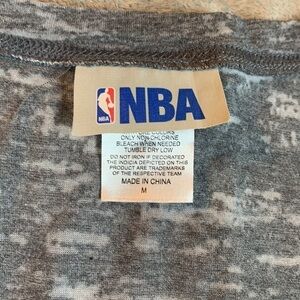 NBA
NBA
COLORS
ONLY NON-CHLORINE
BLEACH WHEN NEEDED
TUMBLE DRY LOW
DO NOT IRON IF DECORATED
THE INDICIA DEPICTED ON THIS
PRODUCT ARE TRADEMARKS
OF THE RESPECTIVE TEAM
MADE IN CHINA
M